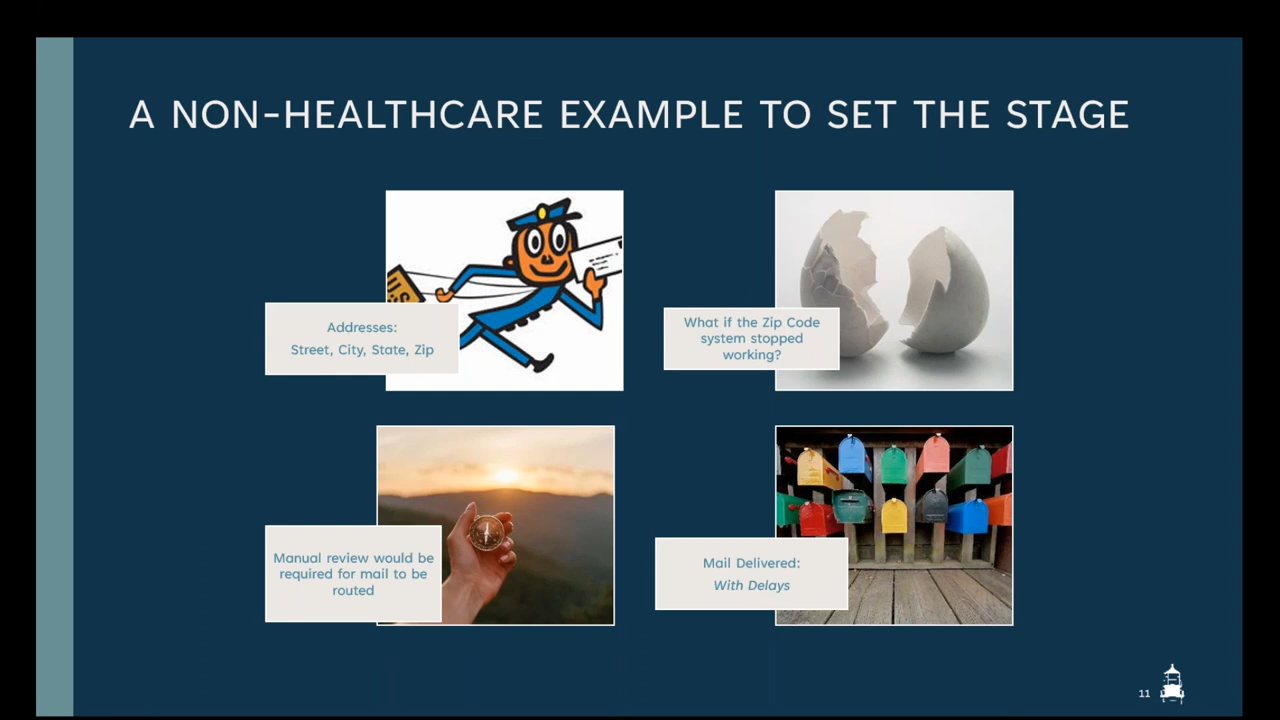 A NON-HEALTHCARE EXAMPLE TO SET THE STAGE
U.S
Addresses:
Street, City, State, Zip
What if the Zip Code
system stopped
working?
Manual review would be
required for mail to be
routed
Mail Delivered:
With Delays
11